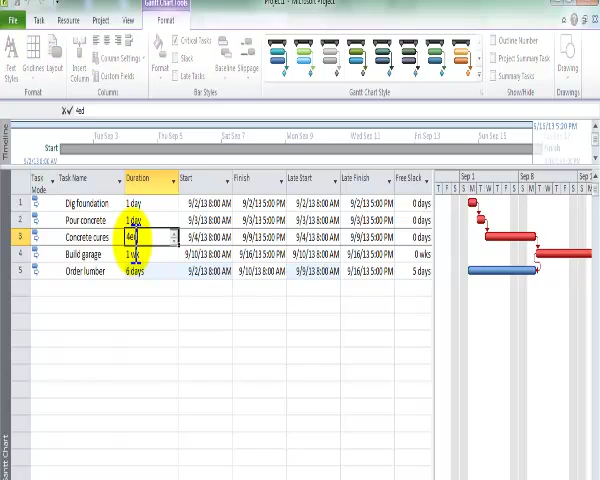 Project1 - Microsoft Project
Gantt Chart Tools
File Task Resource Project View Format
Text Styles
Gridlines Layout
Format
Insert Column
Column Settings
Custom Fields
Columns
Format
Critical Tasks
Slack
Late Tasks
Baseline Slippage
Bar Styles
Gantt Chart Style
Outline Number
Project Summary Task
Summary Tasks
Show/Hide
Drawing
Drawings
4ed
Timeline
Tue Sep 3 Thu Sep 5 Sat Sep 7 Mon Sep 9 Wed Sep 11 Fri Sep 13 Sun Sep 15
Start
Finish
Task Mode Task Name Duration Start Finish Late Start Late Finish Free Slack
Sep 1 Sep 8 Sep 1
T F S S M T W T F S S M T W T F S S
1 Dig foundation 1 day 9/2/13 8:00 AM 9/2/13 5:00 PM 9/2/13 8:00 AM 9/2/13 5:00 PM 0 days
2 Pour concrete 1 day 9/3/13 8:00 AM 9/3/13 5:00 PM 9/3/13 8:00 AM 9/3/13 5:00 PM 0 days
3 Concrete cures 4ed 9/4/13 8:00 AM 9/9/13 5:00 PM 9/4/13 8:00 AM 9/9/13 5:00 PM 0 days
4 Build garage 1 wk 9/10/13 8:00 AM 9/16/13 5:00 PM 9/10/13 8:00 AM 9/16/13 5:00 PM 0 wks
5 Order lumber 6 days 9/2/13 8:00 AM 9/10/13 8:00 AM 9/9/13 8:00 AM 9/16/13 5:00 PM 5 days
Gantt Chart